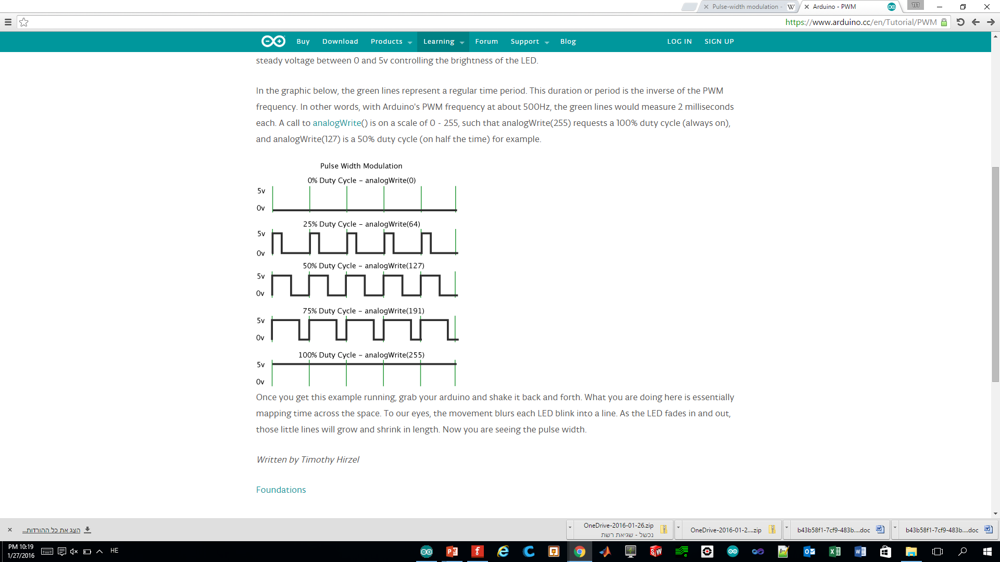 Pulse-width modulation -
Arduino - PWM
https://www.arduino.cc/en/Tutorial/PWM
Buy Download Products Learning Forum Support Blog LOG IN SIGN UP
steady voltage between 0 and 5v controlling the brightness of the LED.
In the graphic below, the green lines represent a regular time period. This duration or period is the inverse of the PWM
frequency. In other words, with Arduino's PWM frequency at about 500Hz, the green lines would measure 2 milliseconds
each. A call to analogWrite() is on a scale of 0 - 255, such that analogWrite(255) requests a 100% duty cycle (always on),
and analogWrite(127) is a 50% duty cycle (on half the time) for example.
Pulse Width Modulation
0% Duty Cycle – analogWrite(0)
5v
0v
25% Duty Cycle – analogWrite(64)
5v
0v
50% Duty Cycle – analogWrite(127)
5v
0v
75% Duty Cycle – analogWrite(191)
5v
0v
100% Duty Cycle – analogWrite(255)
5v
0v
Once you get this example running, grab your arduino and shake it back and forth. What you are doing here is essentially
mapping time across the space. To our eyes, the movement blurs each LED blink into a line. As the LED fades in and out,
those little lines will grow and shrink in length. Now you are seeing the pulse width.
Written by Timothy Hirzel
Foundations
הצג את כל ההורדות...
OneDrive-2016-01-26.zip
נכשל - שגיאת רשת
OneDrive-2016-01-2....zip
b43b58f1-7cf9-483b....doc
b43b58f1-7cf9-483b....doc
PM 10:19
1/27/2016
HE